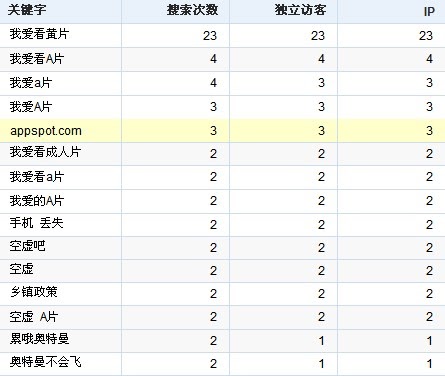 关键字 搜索次数 独立访客 IP
我爱看黄片 23 23 23
我爱看A片 4 4 4
我爱a片 4 3 3
我爱A片 3 3 3
appspot.com 3 3 3
我爱看成人片 2 2 2
我爱看a片 2 2 2
我爱的A片 2 2 2
手机 丢失 2 2 2
空虚吧 2 2 2
空虚 2 2 2
乡镇政策 2 2 2
空虚 A片 2 2 2
累哦奥特曼 2 1 1
奥特曼不会飞 2 1 1